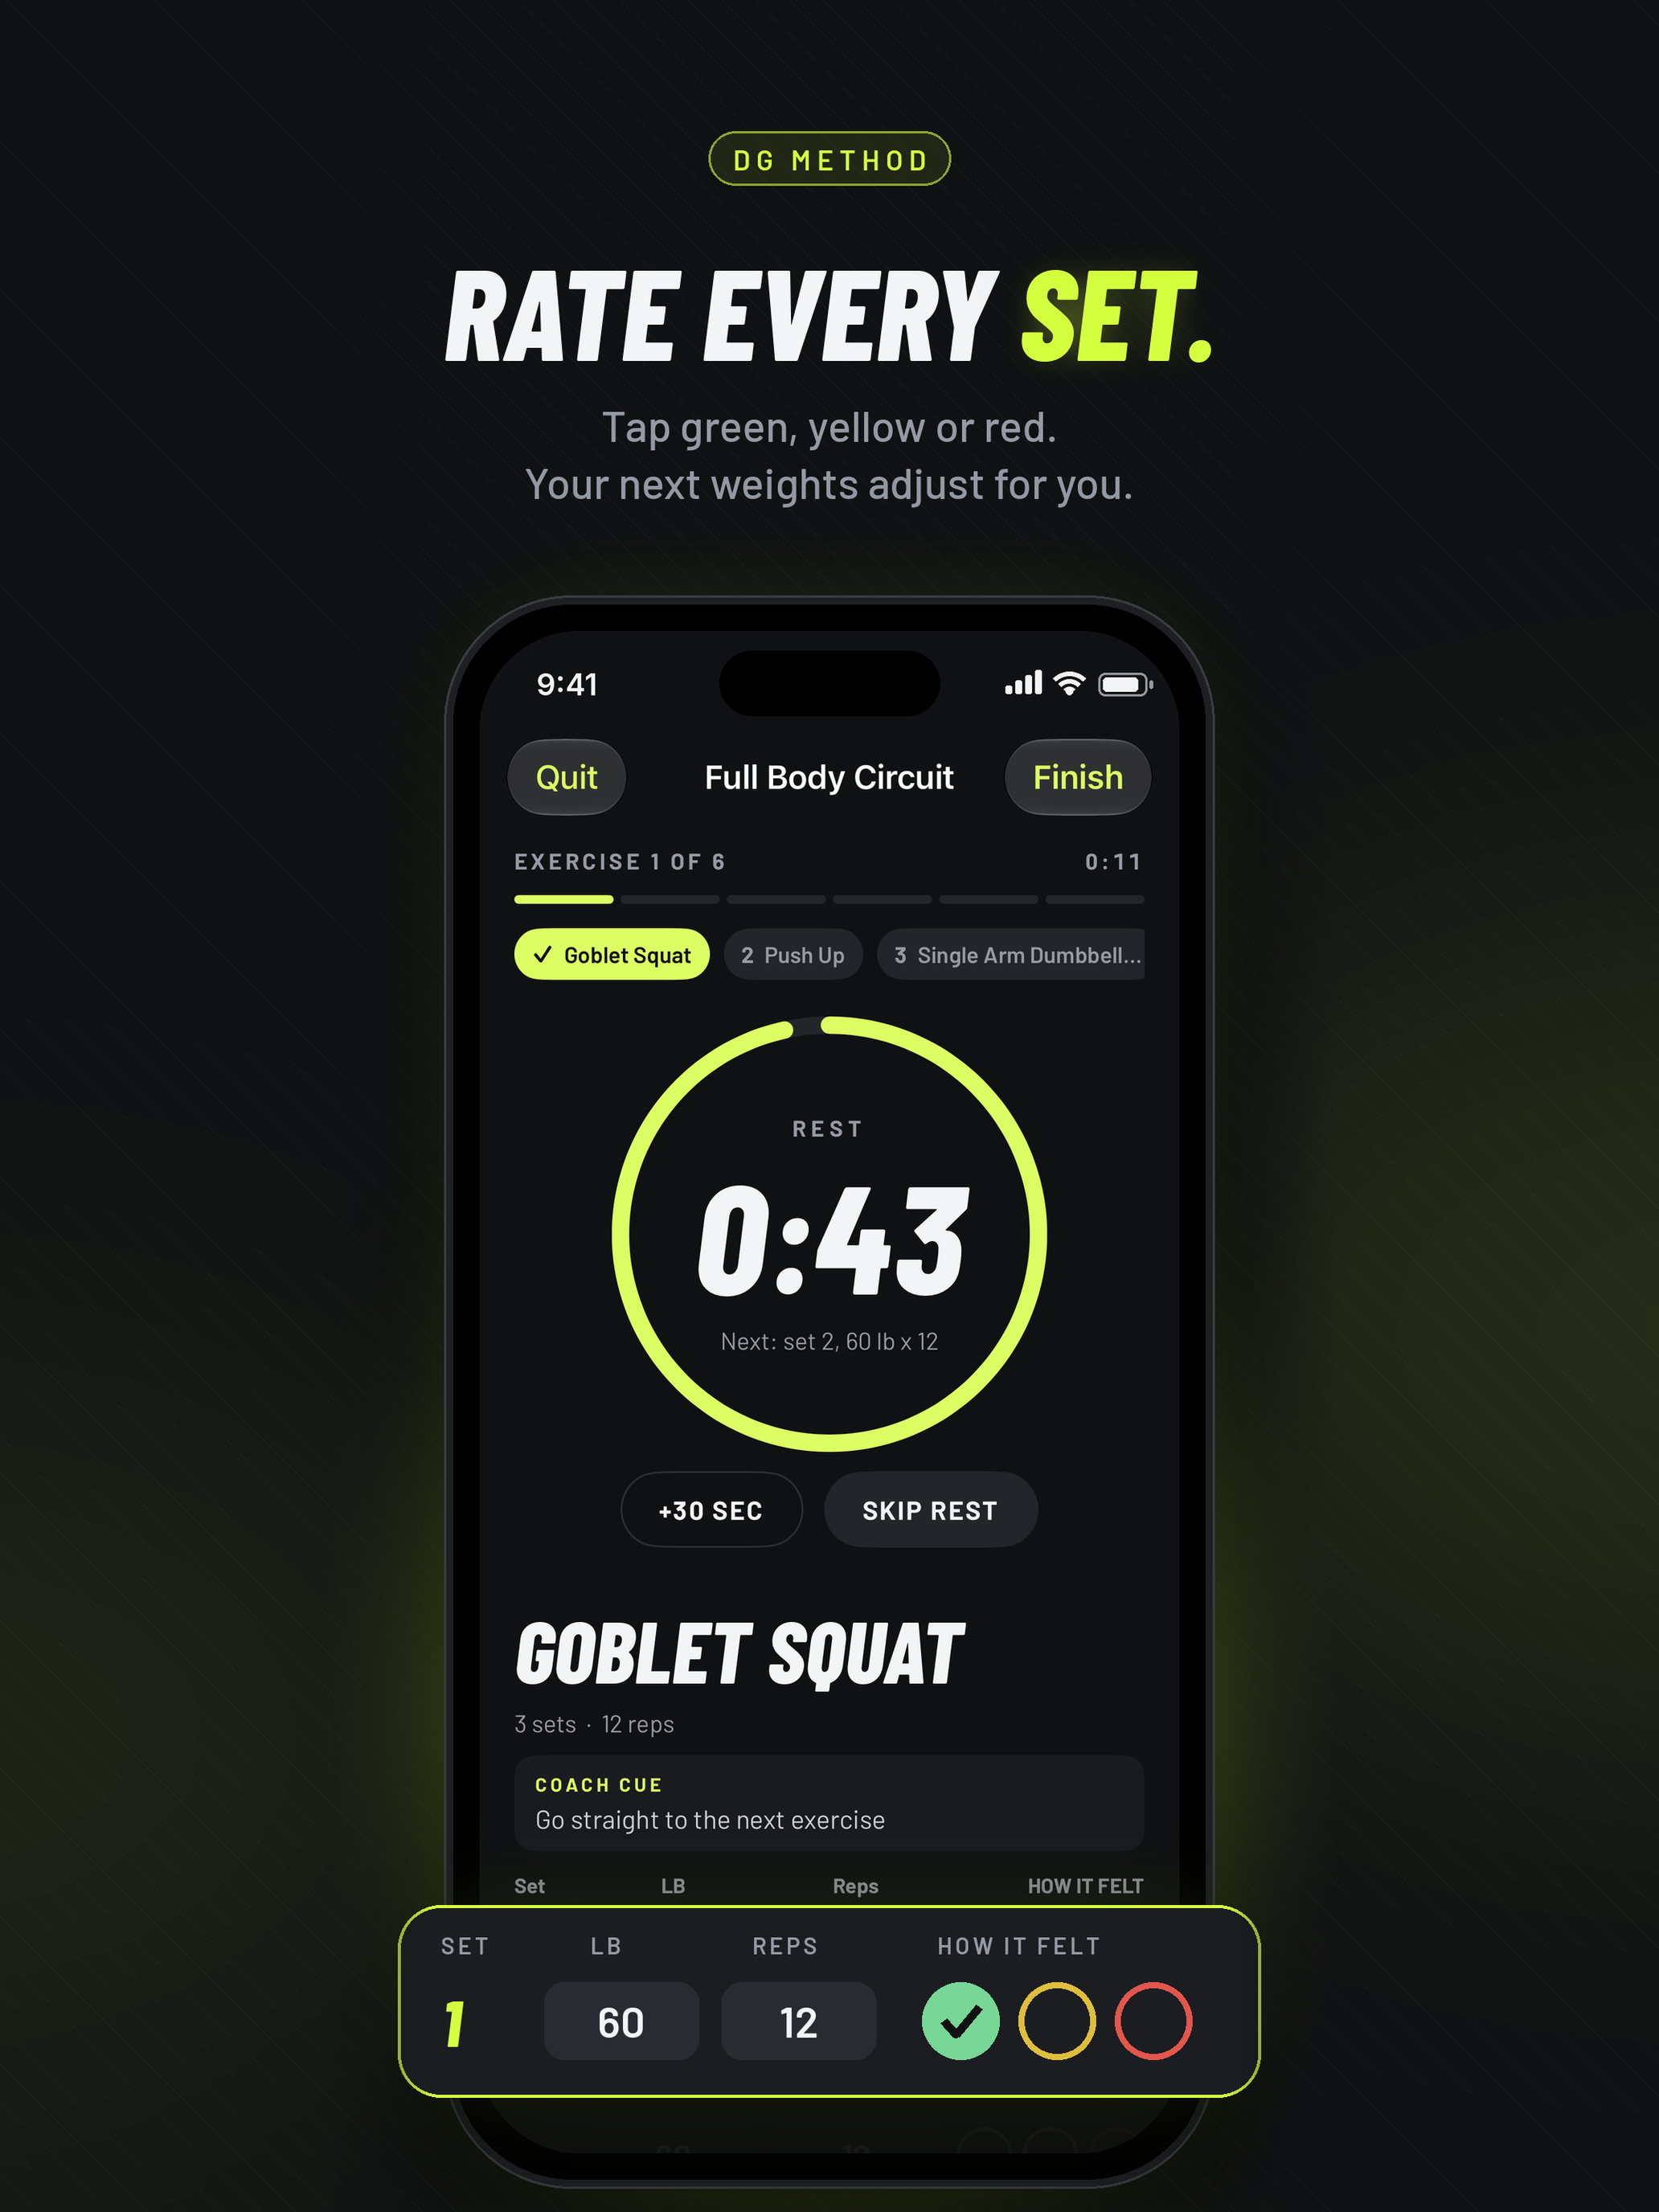 DG METHOD
RATE EVERY SET.
Tap green, yellow or red.
Your next weights adjust for you.
9:41
Quit Full Body Circuit Finish
EXERCISE 1 OF 6 0:11
Goblet Squat 2 Push Up 3 Single Arm Dumbbell...
REST
0:43
Next: set 2, 60 lb x 12
+30 SEC SKIP REST
GOBLET SQUAT
3 sets · 12 reps
COACH CUE
Go straight to the next exercise
Set LB Reps HOW IT FELT
SET LB REPS HOW IT FELT
1 60 12